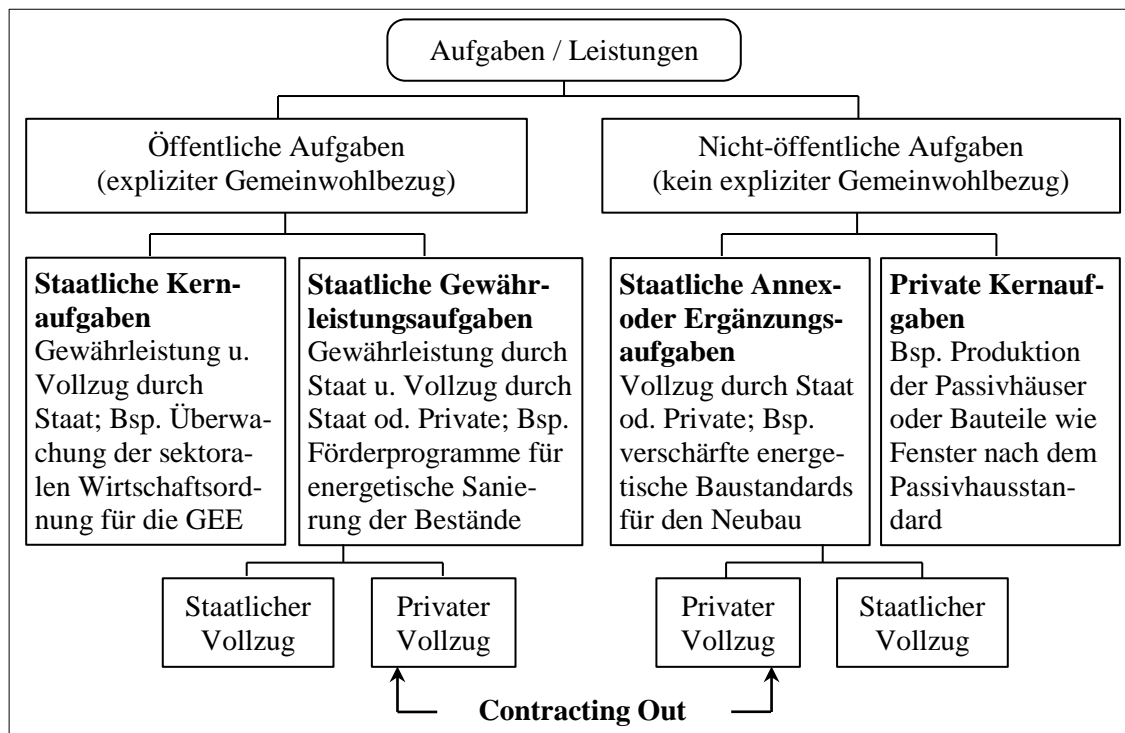 Aufgaben / Leistungen
Öffentliche Aufgaben
(expliziter Gemeinwohlbezug)
Nicht-öffentliche Aufgaben
(kein expliziter Gemeinwohlbezug)
Staatliche Kern-
aufgaben
Gewährleistung u.
Vollzug durch
Staat; Bsp. Überwa-
chung der sektora-
len Wirtschaftsord-
nung für die GEE
Staatliche Gewähr-
leistungsaufgaben
Gewährleistung durch
Staat u. Vollzug durch
Staat od. Private; Bsp.
Förderprogramme für
energetische Sanie-
rung der Bestände
Staatliche Annex-
oder Ergänzungs-
aufgaben
Vollzug durch Staat
od. Private; Bsp.
verschärfte energe-
tische Baustandards
für den Neubau
Private Kernauf-
gaben
Bsp. Produktion
der Passivhäuser
oder Bauteile wie
Fenster nach dem
Passivhausstan-
dard
Staatlicher
Vollzug
Privater
Vollzug
Privater
Vollzug
Staatlicher
Vollzug
Contracting Out